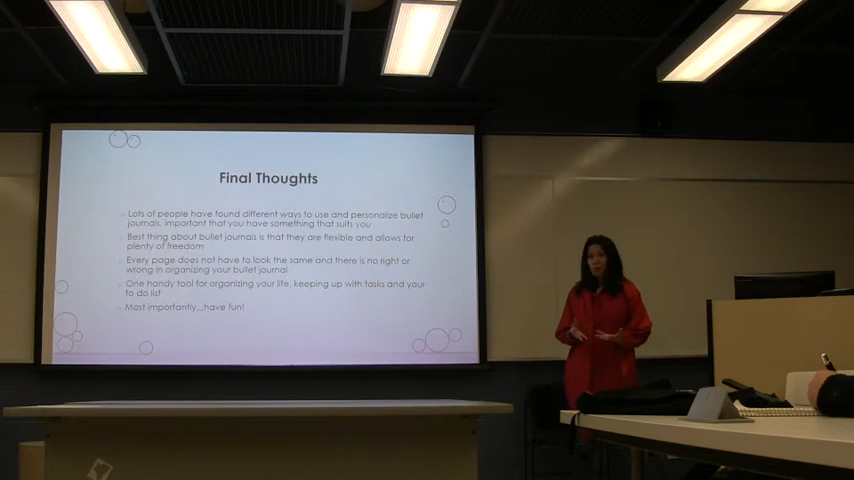 Final Thoughts
Lots of people have found different ways to use and personalize bullet
journals, important that you have something that suits you
Best thing about bullet journals is that they are flexible and allows for
plenty of freedom
Every page does not have to look the same and there is no right or
wrong in organizing your bullet journal
One handy tool for organizing your life, keeping up with tasks and your
to do list
Most importantly...have fun!